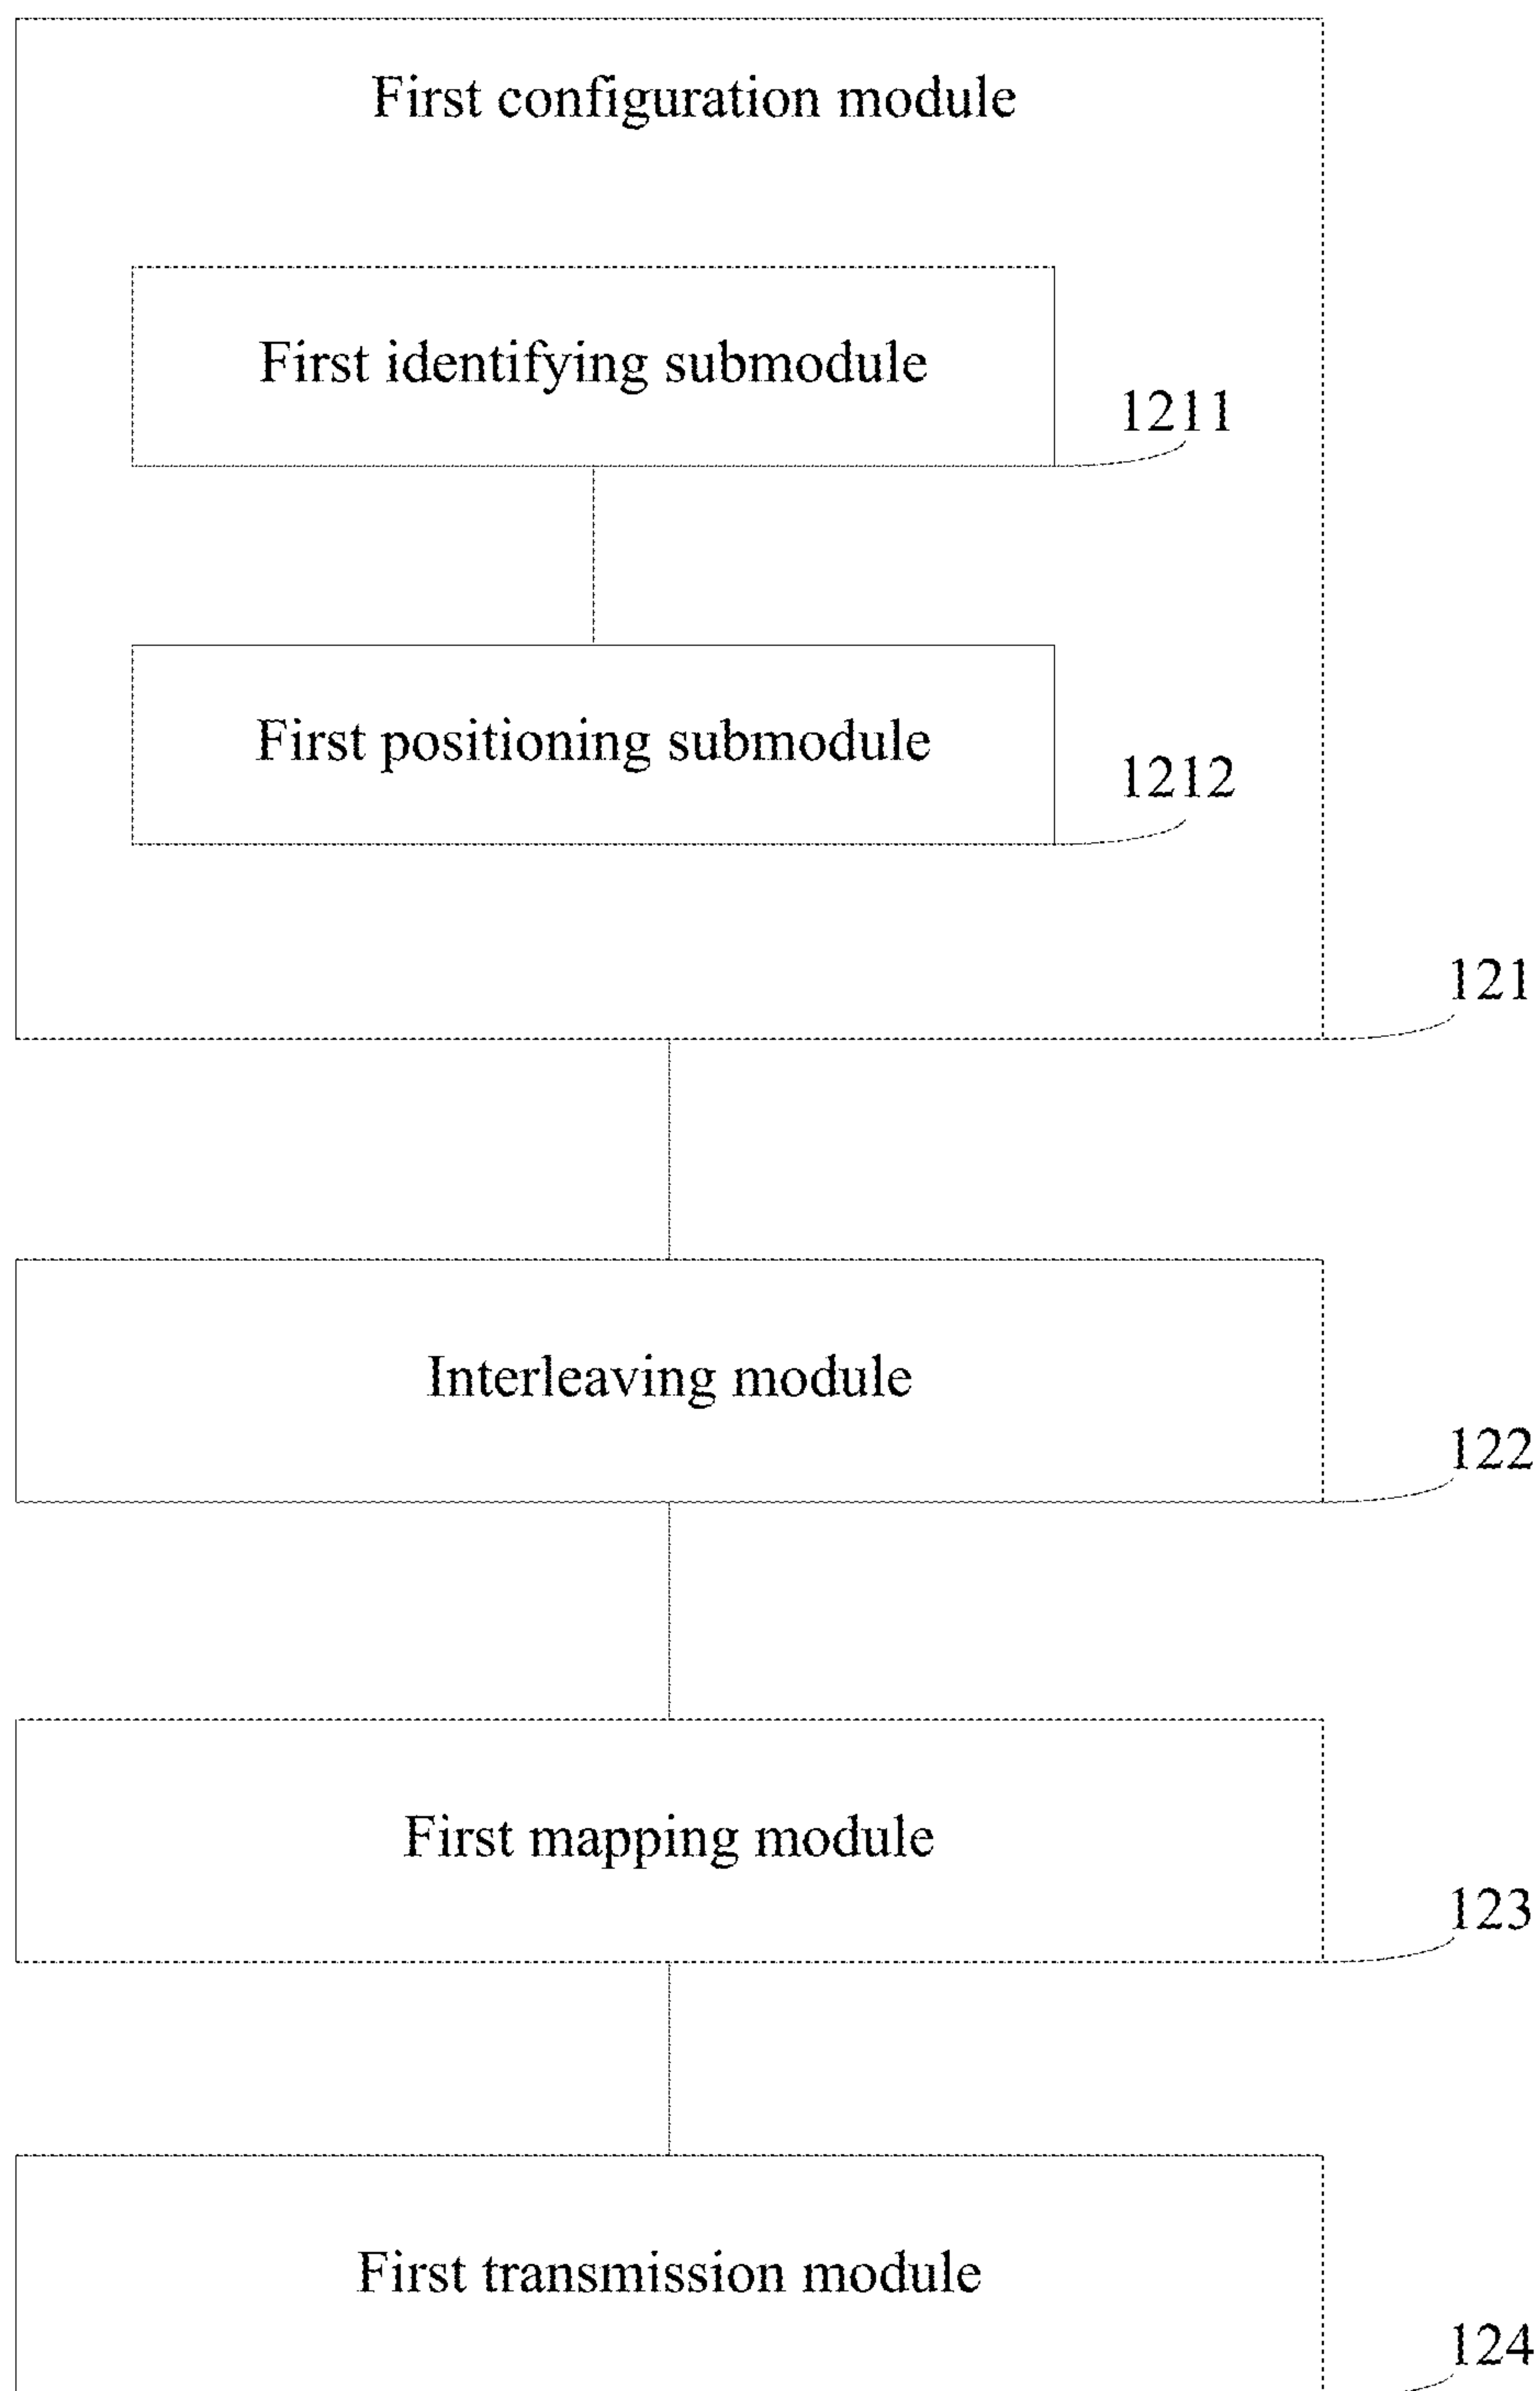 First configuration module
First identifying submodule
1211
First positioning submodule
1212
121
Interleaving module
122
First mapping module
123
First transmission module
124